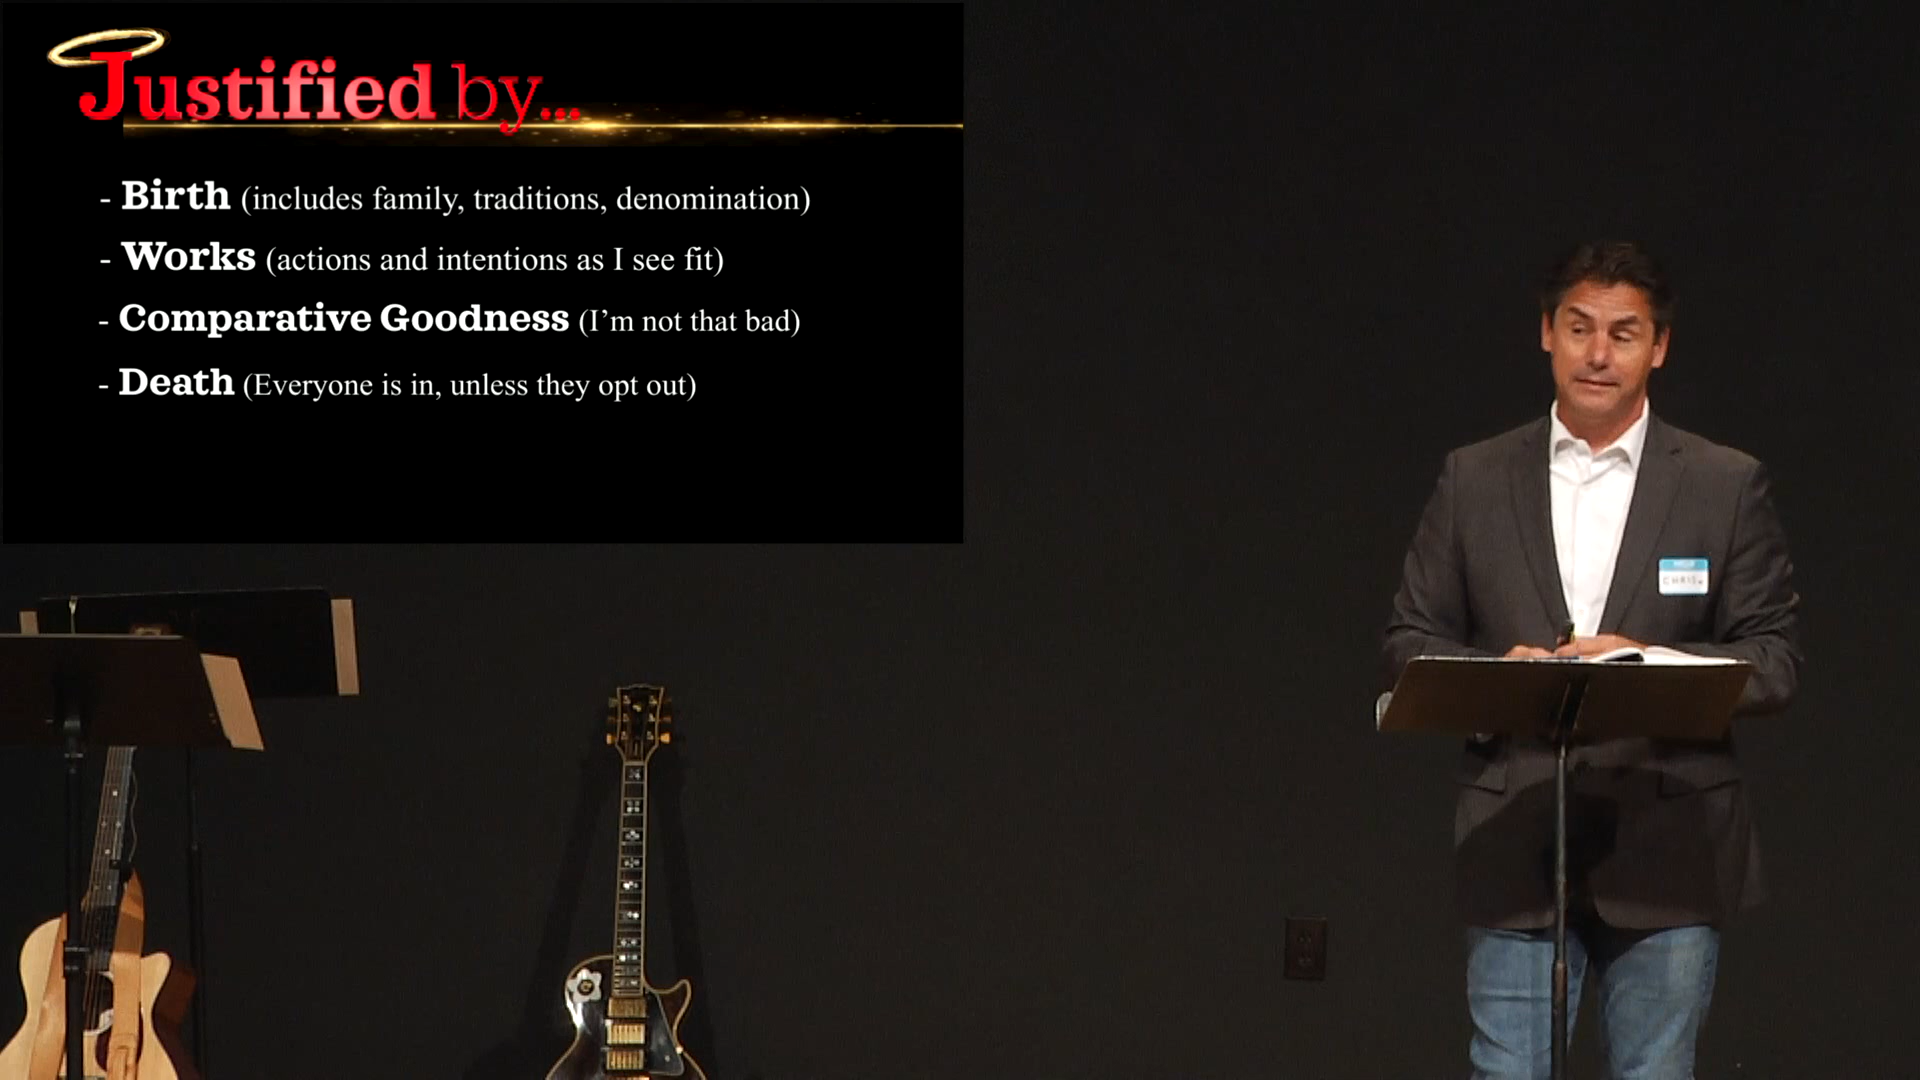 Justified by...
- Birth (includes family, traditions, denomination)
- Works (actions and intentions as I see fit)
- Comparative Goodness (I'm not that bad)
- Death (Everyone is in, unless they opt out)
CHRIS